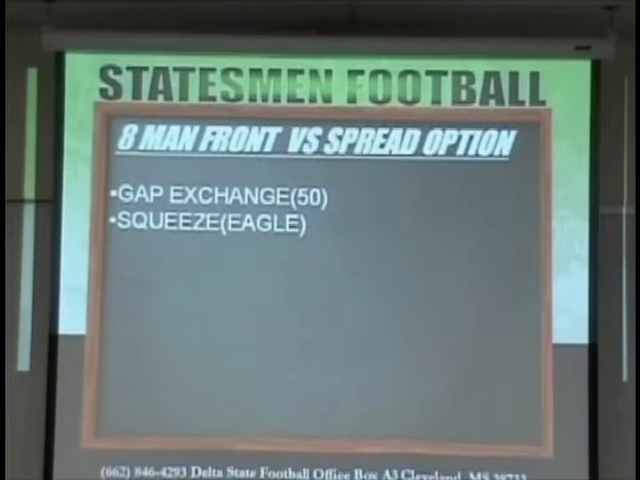 STATESMEN FOOTBALL
8 MAN FRONT VS SPREAD OPTION
•GAP EXCHANGE(50)
•SQUEEZE(EAGLE)
(662) 846-4293 Delta State Football Office Box A3 Cleveland, MS 38733